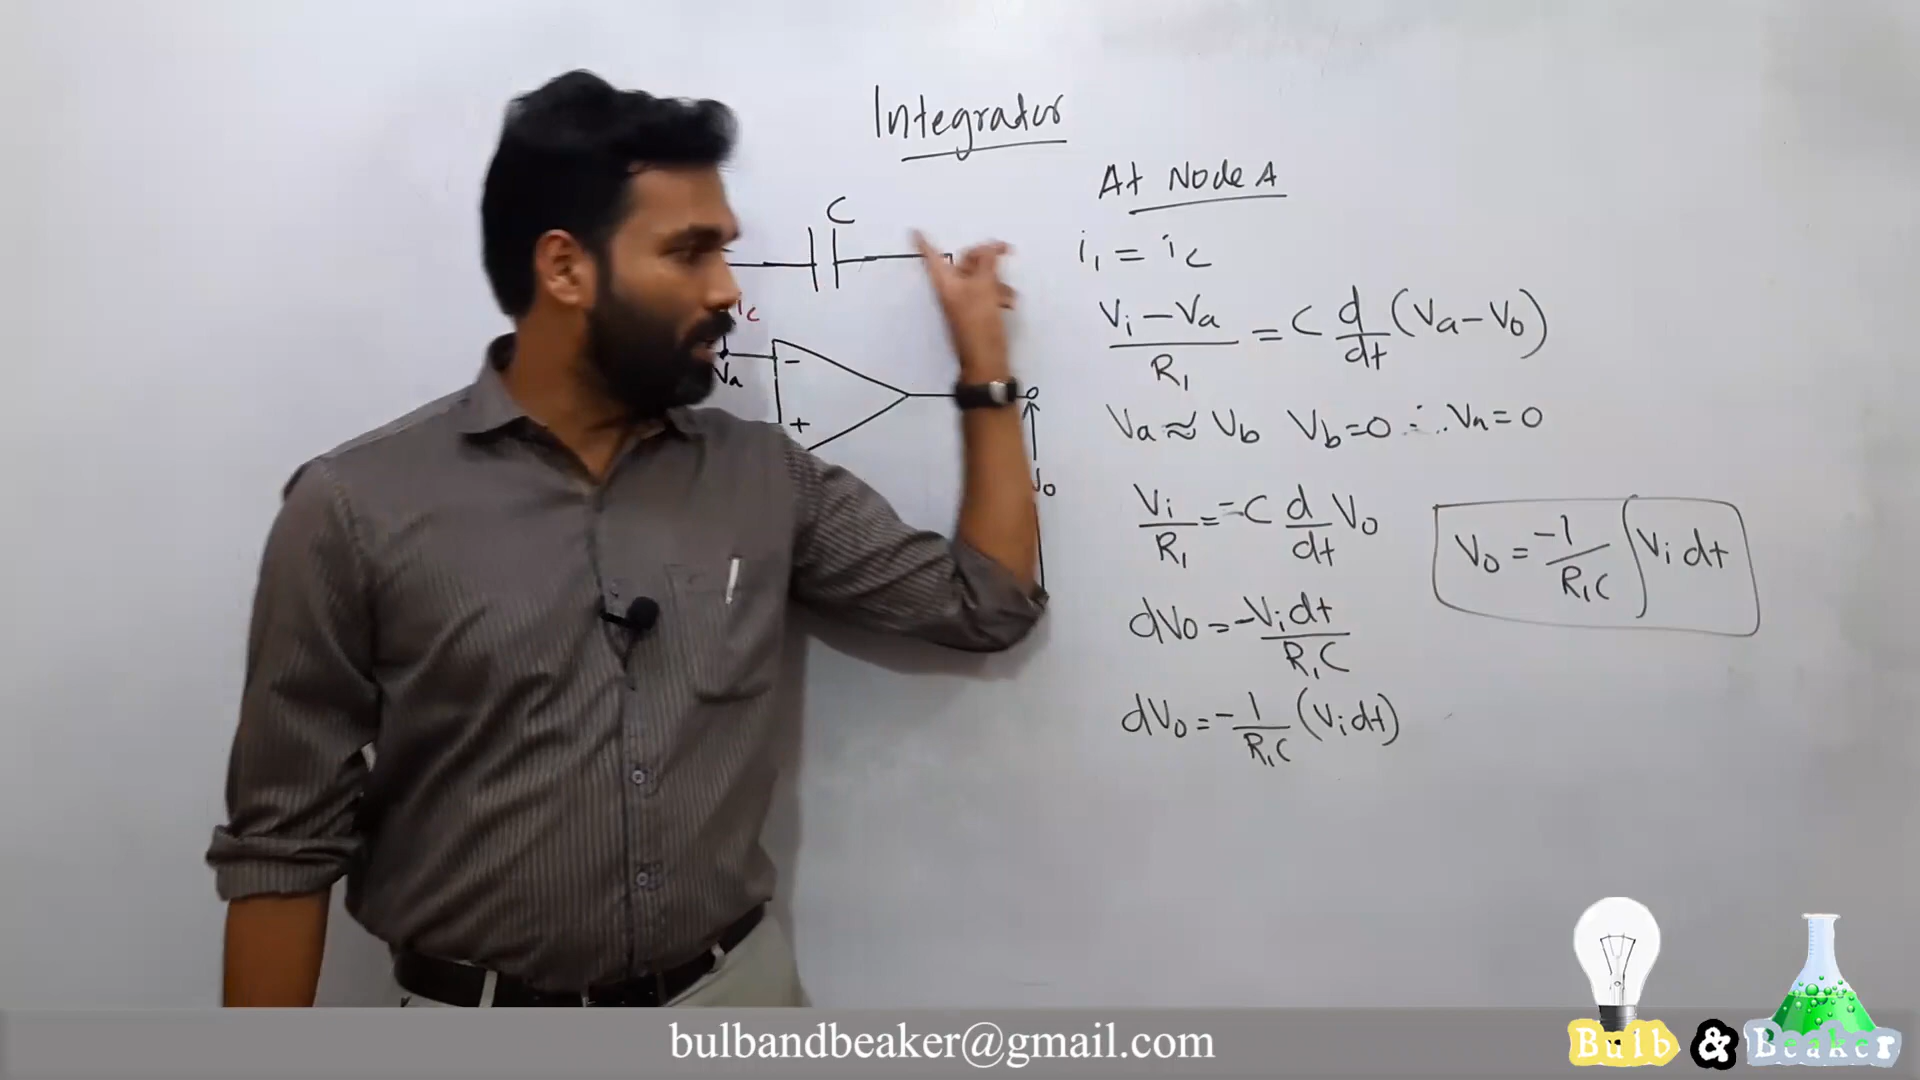 Integrator
C
ic
Va
-
+
Vo
At Node A
i₁ = ic
(Vi - Va)/R₁ = C d/dt (Va - Vo)
Va ≈ Vb Vb=0 ∴ Va=0
Vi/R₁ = -C d/dt Vo
dVo = -Vi dt/R₁C
dVo = -1/R₁C (Vi dt)
Vo = -1/R₁C ∫Vi dt
bulbandbeaker@gmail.com
Bulb & Beaker